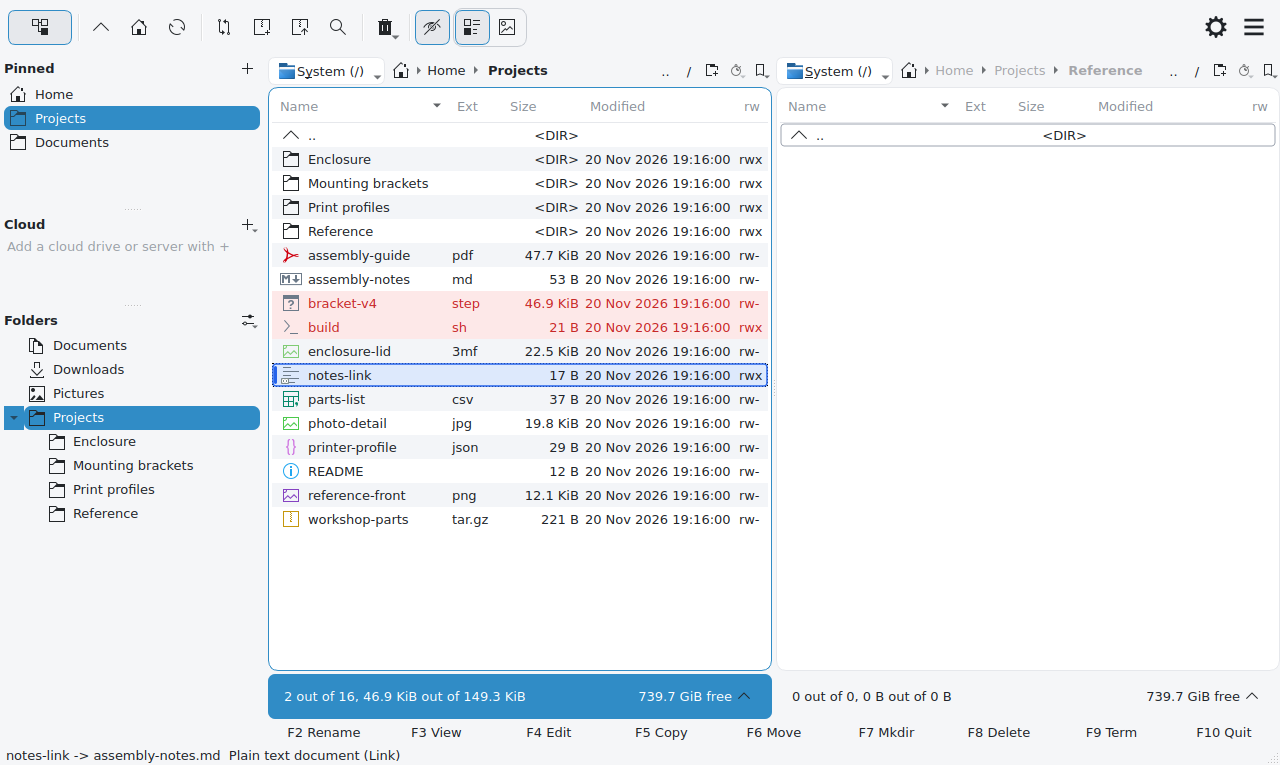 Pinned
Home
Projects
Documents
Cloud
Add a cloud drive or server with +
Folders
Documents
Downloads
Pictures
Projects
Enclosure
Mounting brackets
Print profiles
Reference
System (/) Home Projects .. /
Name Ext Size Modified rw
.. <DIR>
Enclosure <DIR> 20 Nov 2026 19:16:00 rwx
Mounting brackets <DIR> 20 Nov 2026 19:16:00 rwx
Print profiles <DIR> 20 Nov 2026 19:16:00 rwx
Reference <DIR> 20 Nov 2026 19:16:00 rwx
assembly-guide pdf 47.7 KiB 20 Nov 2026 19:16:00 rw-
assembly-notes md 53 B 20 Nov 2026 19:16:00 rw-
bracket-v4 step 46.9 KiB 20 Nov 2026 19:16:00 rw-
build sh 21 B 20 Nov 2026 19:16:00 rwx
enclosure-lid 3mf 22.5 KiB 20 Nov 2026 19:16:00 rw-
notes-link 17 B 20 Nov 2026 19:16:00 rwx
parts-list csv 37 B 20 Nov 2026 19:16:00 rw-
photo-detail jpg 19.8 KiB 20 Nov 2026 19:16:00 rw-
printer-profile json 29 B 20 Nov 2026 19:16:00 rw-
README 12 B 20 Nov 2026 19:16:00 rw-
reference-front png 12.1 KiB 20 Nov 2026 19:16:00 rw-
workshop-parts tar.gz 221 B 20 Nov 2026 19:16:00 rw-
2 out of 16, 46.9 KiB out of 149.3 KiB 739.7 GiB free
System (/) Home Projects Reference .. /
Name Ext Size Modified rw
.. <DIR>
0 out of 0, 0 B out of 0 B 739.7 GiB free
F2 Rename F3 View F4 Edit F5 Copy F6 Move F7 Mkdir F8 Delete F9 Term F10 Quit
notes-link -> assembly-notes.md Plain text document (Link)